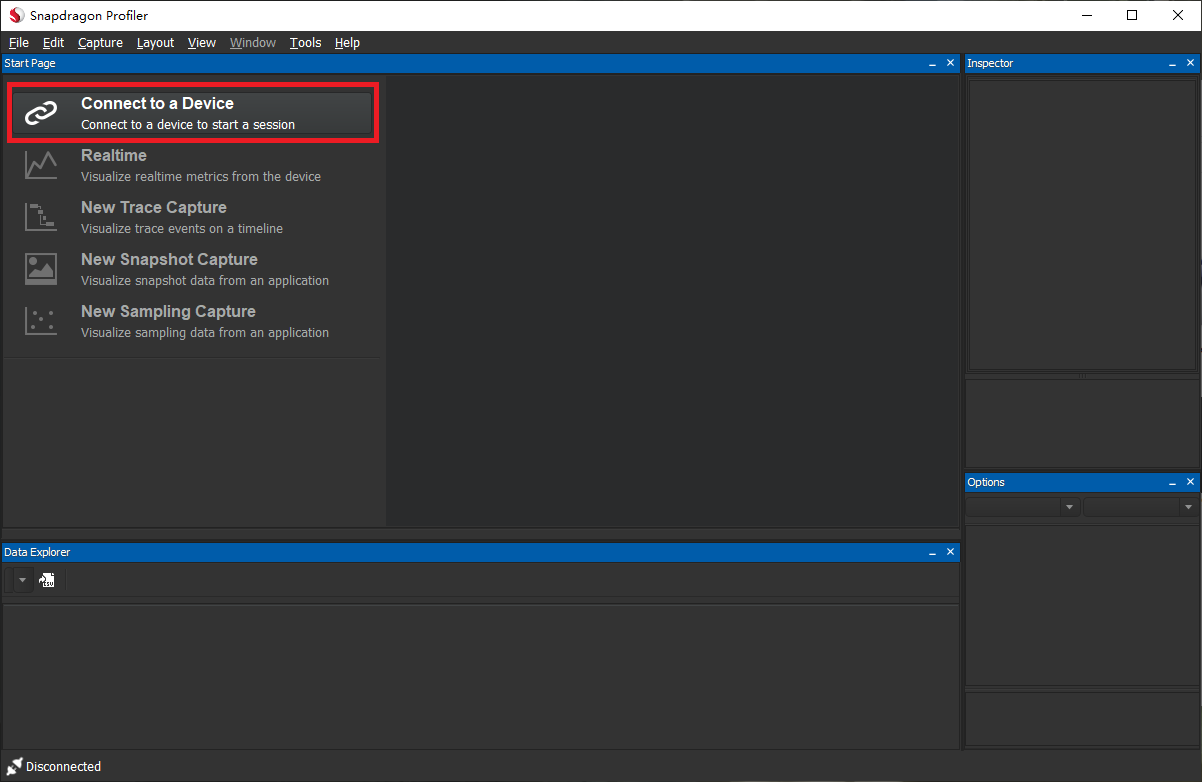 Snapdragon Profiler
File Edit Capture Layout View Window Tools Help
Start Page
Connect to a Device
Connect to a device to start a session
Realtime
Visualize realtime metrics from the device
New Trace Capture
Visualize trace events on a timeline
New Snapshot Capture
Visualize snapshot data from an application
New Sampling Capture
Visualize sampling data from an application
Inspector
Options
Data Explorer
CSV
Disconnected